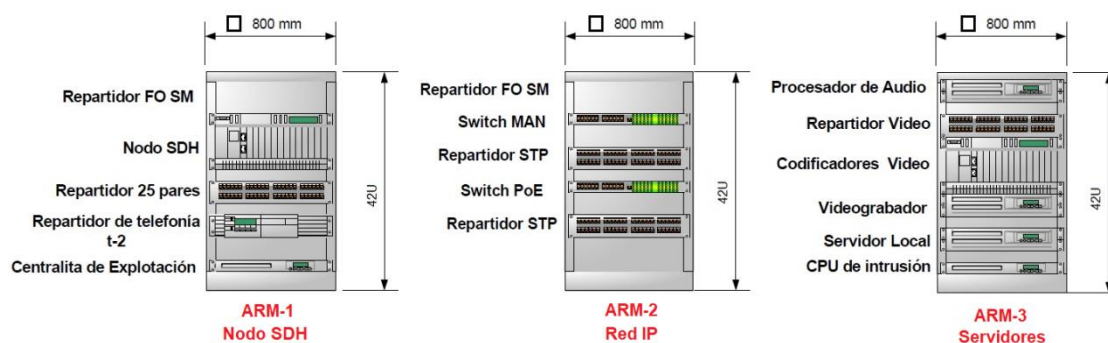 800 mm
Repartidor FO SM
Nodo SDH
Repartidor 25 pares
Repartidor de telefonía
t-2
Centralita de Explotación
42U
ARM-1
Nodo SDH
800 mm
Repartidor FO SM
Switch MAN
Repartidor STP
Switch PoE
Repartidor STP
42U
ARM-2
Red IP
800 mm
Procesador de Audio
Repartidor Video
Codificadores Video
Videograbador
Servidor Local
CPU de intrusión
42U
ARM-3
Servidores